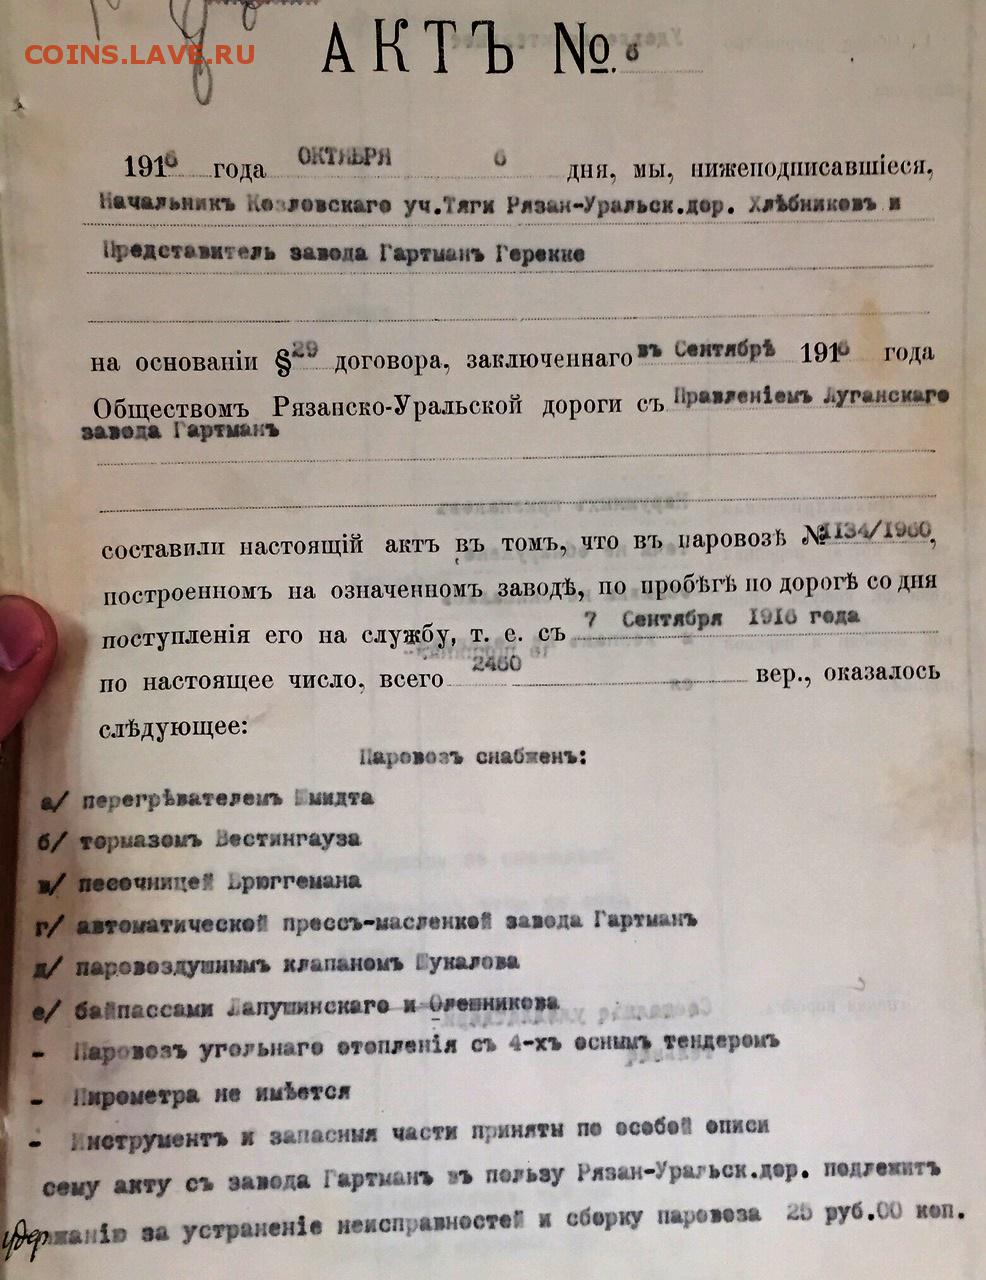 COINS.LAVE.RU
АКТЪ №. 6
1916 года ОКТЯБРЯ 6 дня, мы, нижеподписавшіеся,
Начальникъ Козловскаго уч.Тяги Рязан-Уральск.дор. Хлѣбниковъ и
Представитель завода Гартманъ Герекке
на основаніи §29 договора, заключеннаго въ Сентябрѣ 1916 года
Обществомъ Рязанско-Уральской дороги съ Правленіемъ Луганскаго
завода Гартманъ
составили настоящій актъ въ томъ, что въ паровозѣ №1134/1960,
построенномъ на означенномъ заводѣ, по пробѣгѣ по дорогѣ со дня
поступленія его на службу, т. е. съ 7 Сентября 1916 года
по настоящее число, всего 2460 вер., оказалось
слѣдующее:
Паровозъ снабженъ:
а/ перегрѣвателемъ Шмидта
б/ тормазомъ Вестингауза
в/ песочницей Брюггемана
г/ автоматической прессъ-масленкой завода Гартманъ
д/ паровоздушнымъ клапаномъ Шукалова
е/ байпассами Лапушинскаго и Олешникова
- Паровозъ угольнаго отопленія съ 4-хъ оснымъ тендеромъ
- Пирометра не имѣется
- Инструментъ и запасныя части приняты по особой описи
сему акту съ завода Гартманъ въ пользу Рязан-Уральск.дор. подлежитъ
удержанію за устраненіе неисправностей и сборку паровоза 25 руб.00 коп.